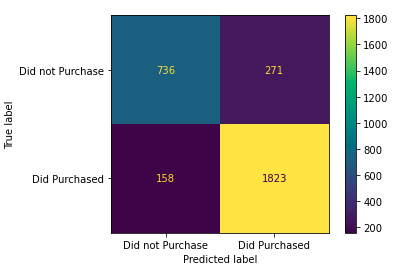 1800
1600
1400
1200
1000
800
600
400
200
Did not Purchase
736
271
True label
Did Purchased
158
1823
Did not Purchase
Did Purchased
Predicted label